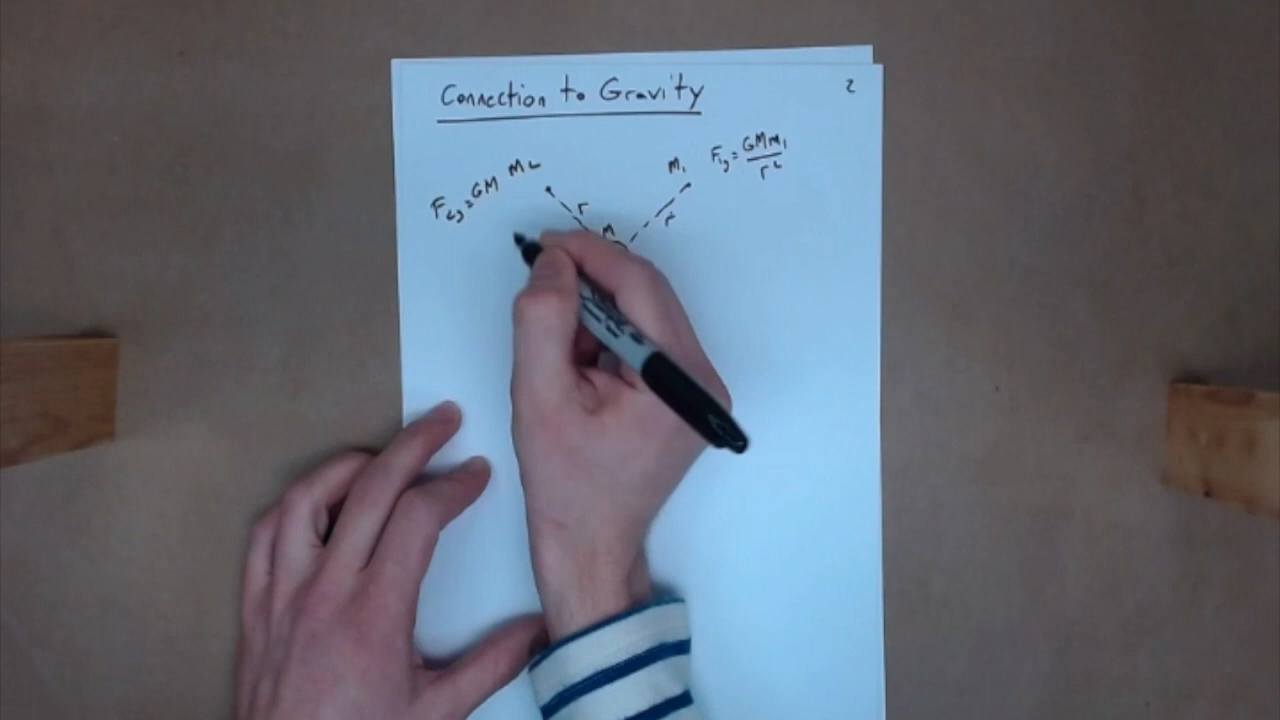 Connection to Gravity
2
M2
F2g = GM
r
M
r
M1
F1g = GMm1 / r²